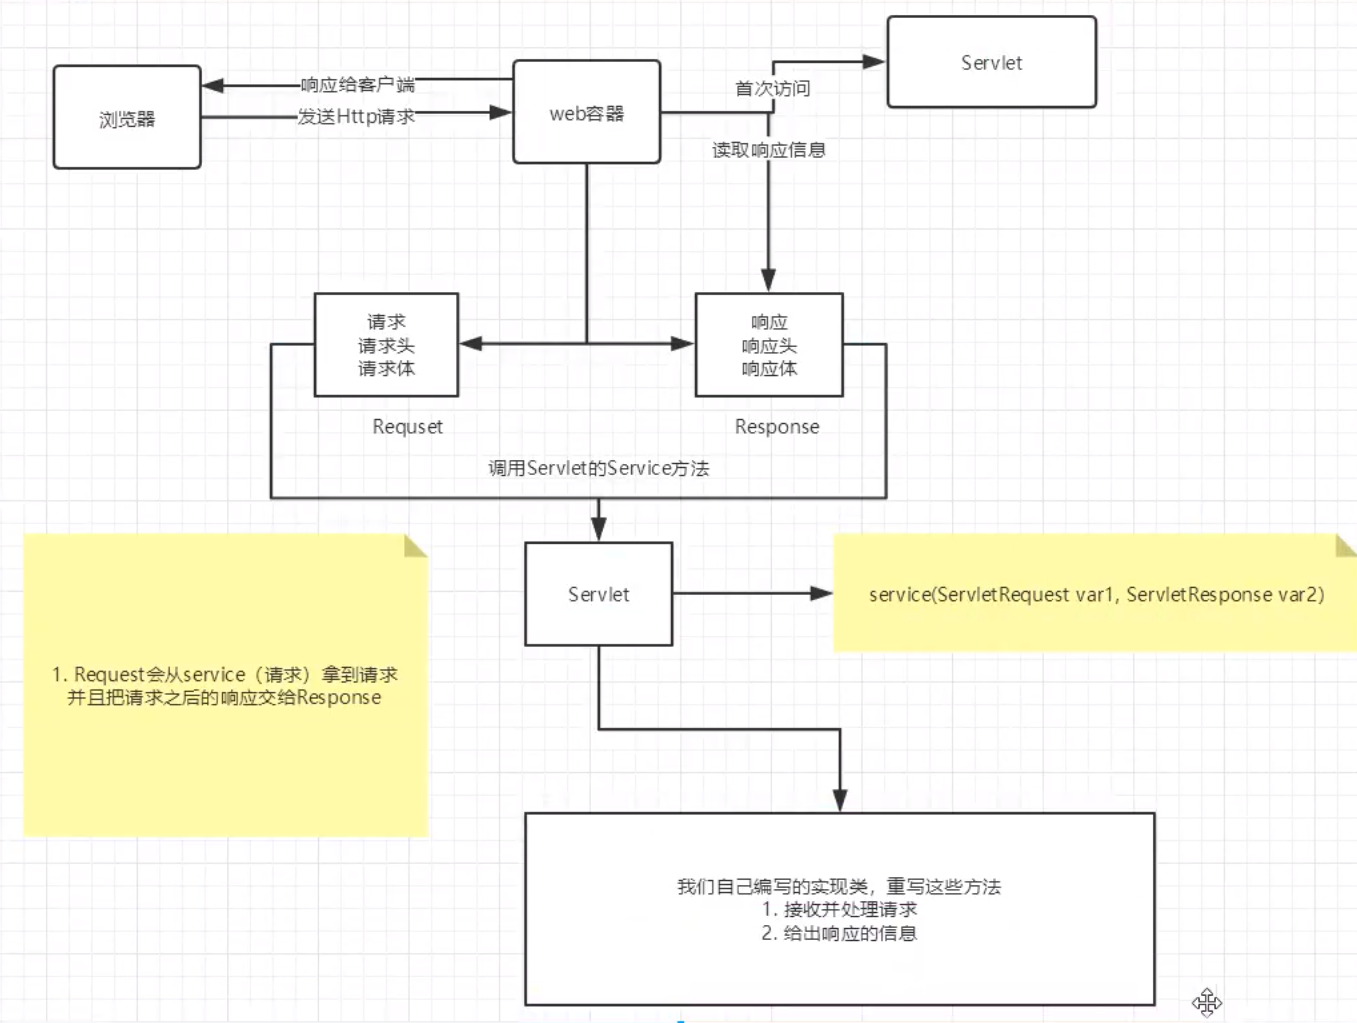 Servlet
响应给客户端
首次访问
浏览器
发送Http请求
web容器
读取响应信息
请求
请求头
请求体
响应
响应头
响应体
Requset
Response
调用Servlet的Service方法
Servlet
service(ServletRequest var1, ServletResponse var2)
1. Request会从service（请求）拿到请求
并且把请求之后的响应交给Response
我们自己编写的实现类，重写这些方法
1. 接收并处理请求
2. 给出响应的信息